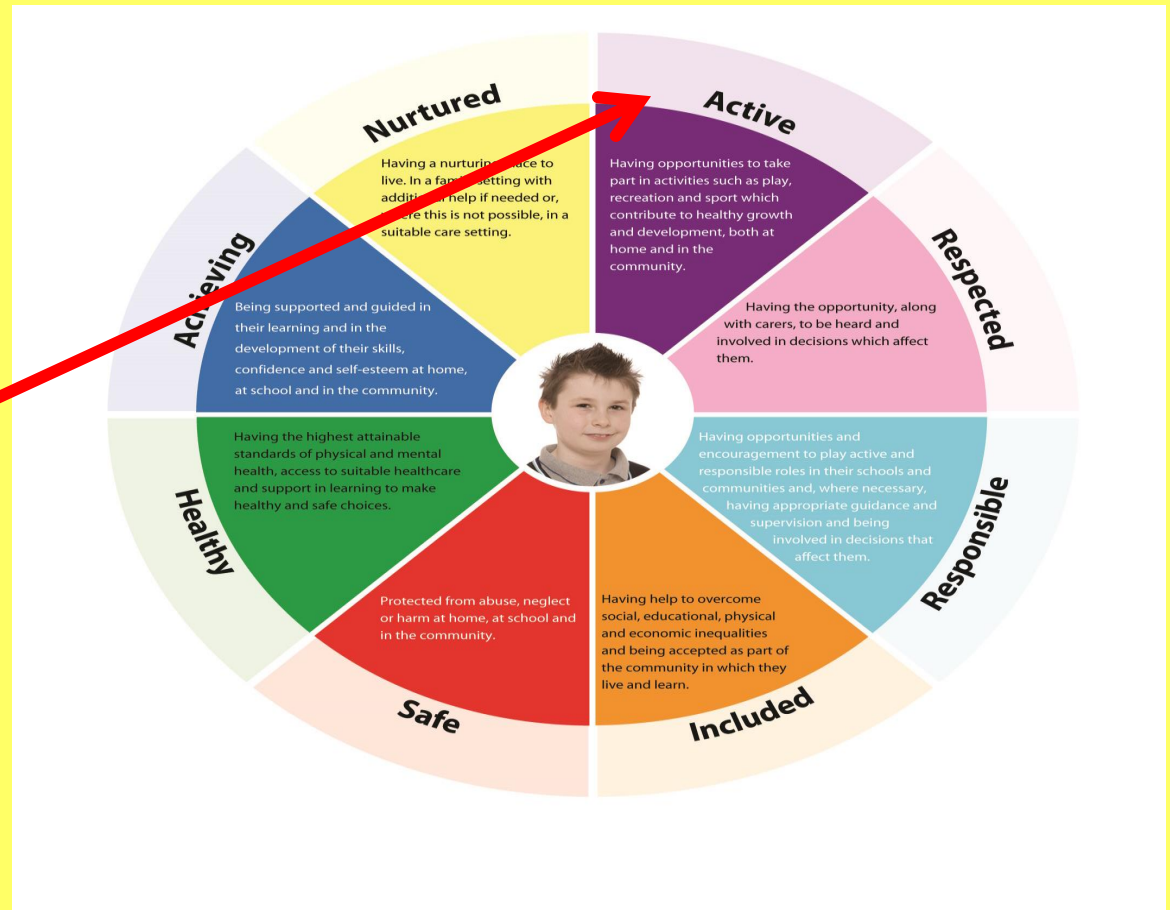 Nurtured
Having a nurturing place to
live. In a family setting with
additional help if needed or,
where this is not possible, in a
suitable care setting.
Active
Having opportunities to take
part in activities such as play,
recreation and sport which
contribute to healthy growth
and development, both at
home and in the
community.
Respected
Having the opportunity, along
with carers, to be heard and
involved in decisions which affect
them.
Responsible
Having opportunities and
encouragement to play active and
responsible roles in their schools and
communities and, where necessary,
having appropriate guidance and
supervision and being
involved in decisions that
affect them.
Included
Having help to overcome
social, educational, physical
and economic inequalities
and being accepted as part of
the community in which they
live and learn.
Safe
Protected from abuse, neglect
or harm at home, at school and
in the community.
Healthy
Having the highest attainable
standards of physical and mental
health, access to suitable healthcare
and support in learning to make
healthy and safe choices.
Achieving
Being supported and guided in
their learning and in the
development of their skills,
confidence and self-esteem at home,
at school and in the community.